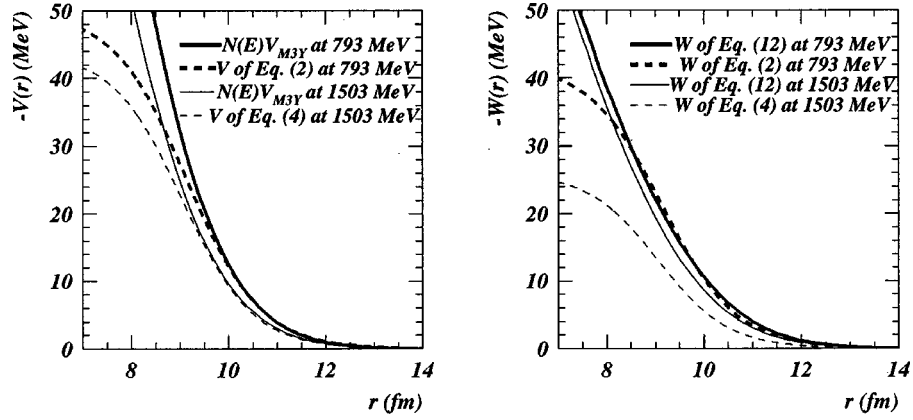 -V(r) (MeV)
50
40
30
20
10
0
N(E)V_M3Y at 793 MeV
V of Eq. (2) at 793 MeV
N(E)V_M3Y at 1503 MeV
V of Eq. (4) at 1503 MeV
8 10 12 14
r (fm)
-W(r) (MeV)
50
40
30
20
10
0
W of Eq. (12) at 793 MeV
W of Eq. (2) at 793 MeV
W of Eq. (12) at 1503 MeV
W of Eq. (4) at 1503 MeV
8 10 12 14
r (fm)